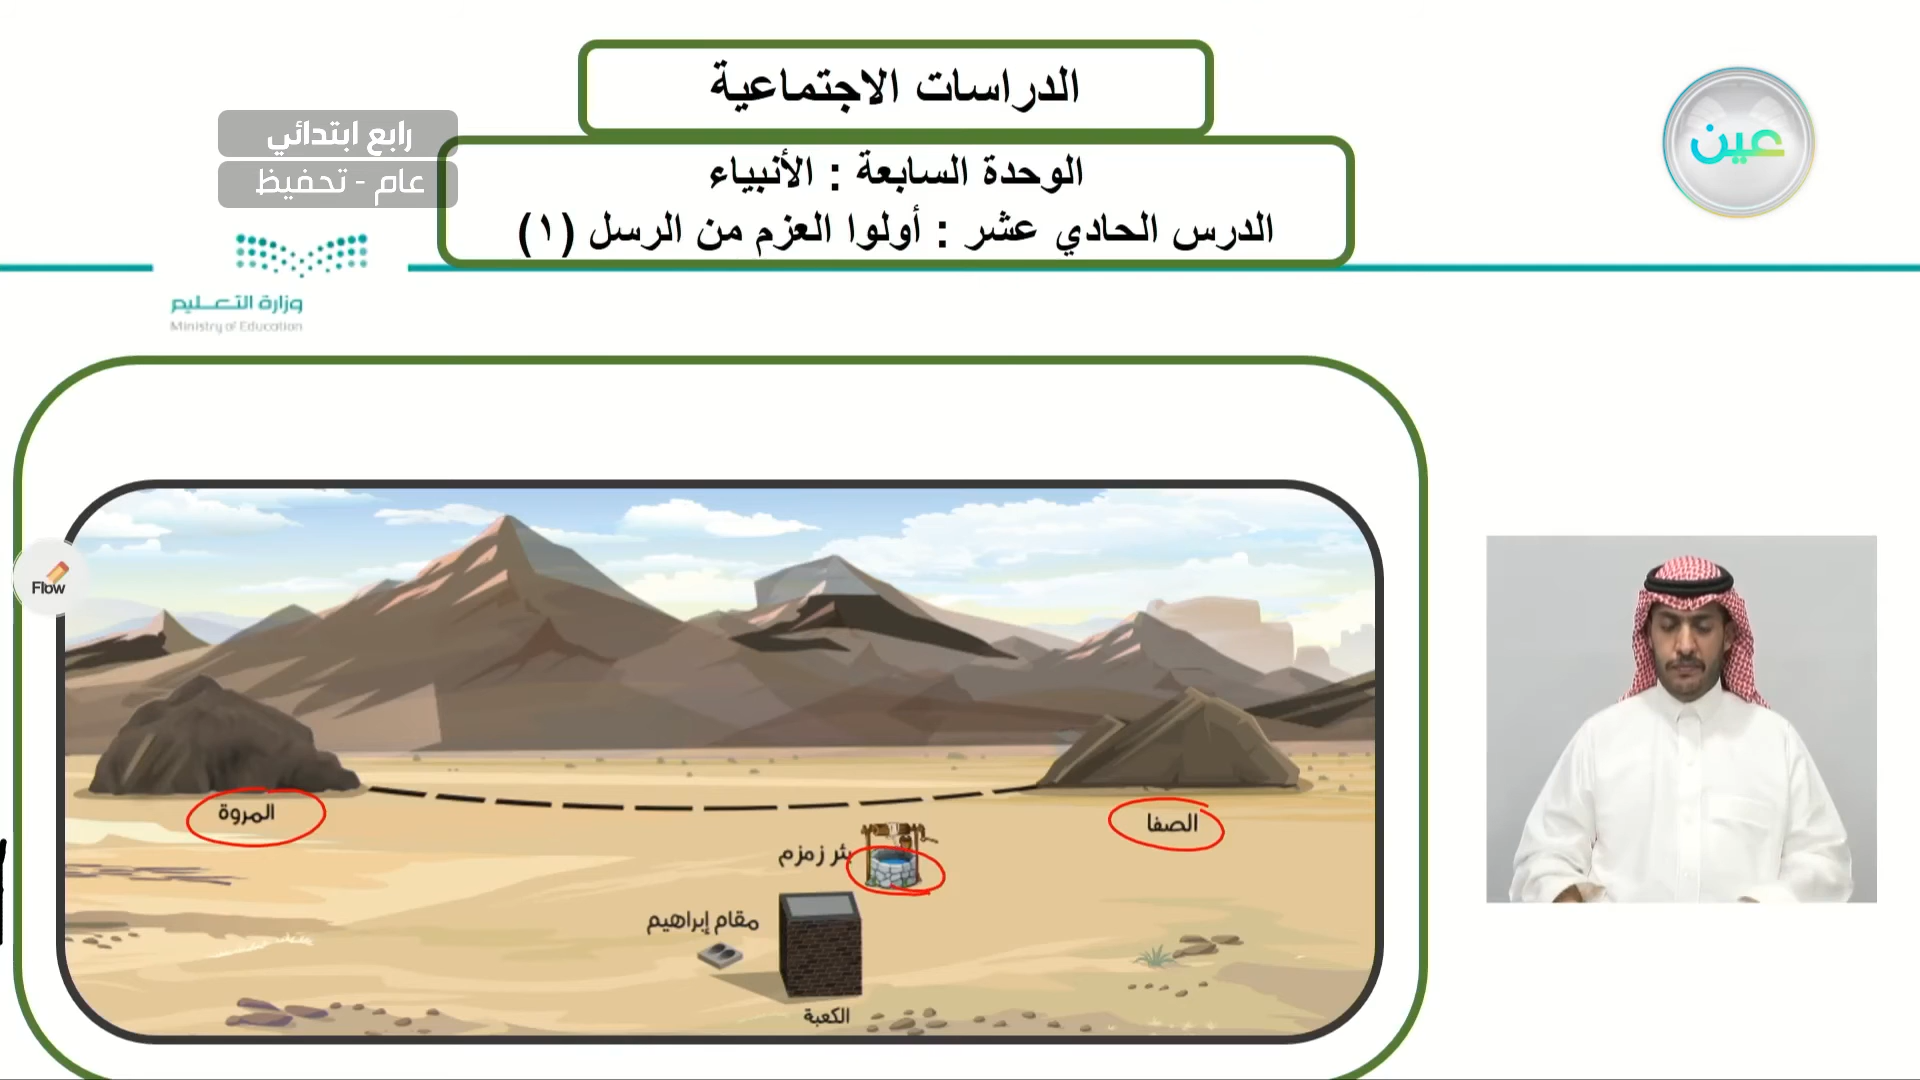 الدراسات الاجتماعية
رابع ابتدائي
عام - تحفيظ
الوحدة السابعة : الأنبياء
الدرس الحادي عشر : أولوا العزم من الرسل (١)
عين
وزارة التعليم
Ministry of Education
Flow
المروة
الصفا
بئر زمزم
مقام إبراهيم
الكعبة